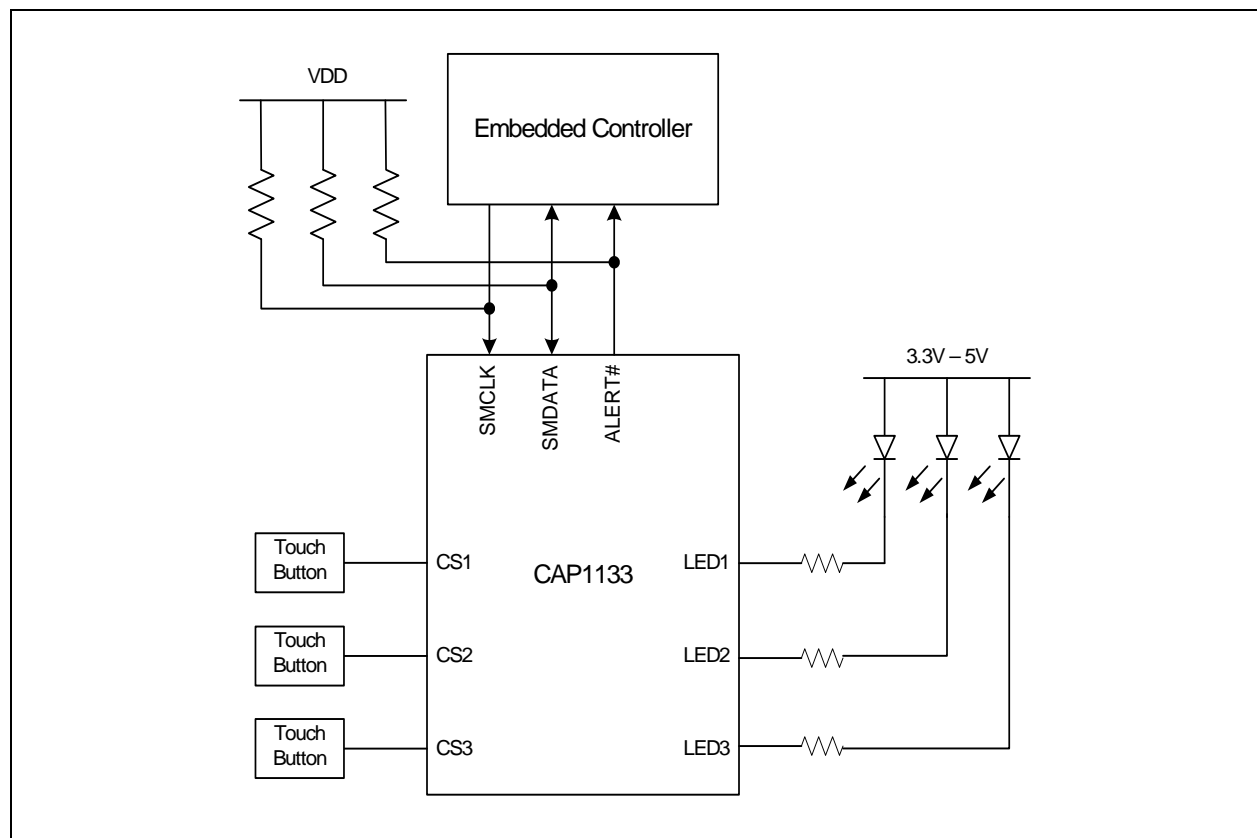 VDD
Embedded Controller
3.3V – 5V
SMCLK
SMDATA
ALERT#
Touch
Button
CS1
CAP1133
LED1
Touch
Button
CS2
LED2
Touch
Button
CS3
LED3